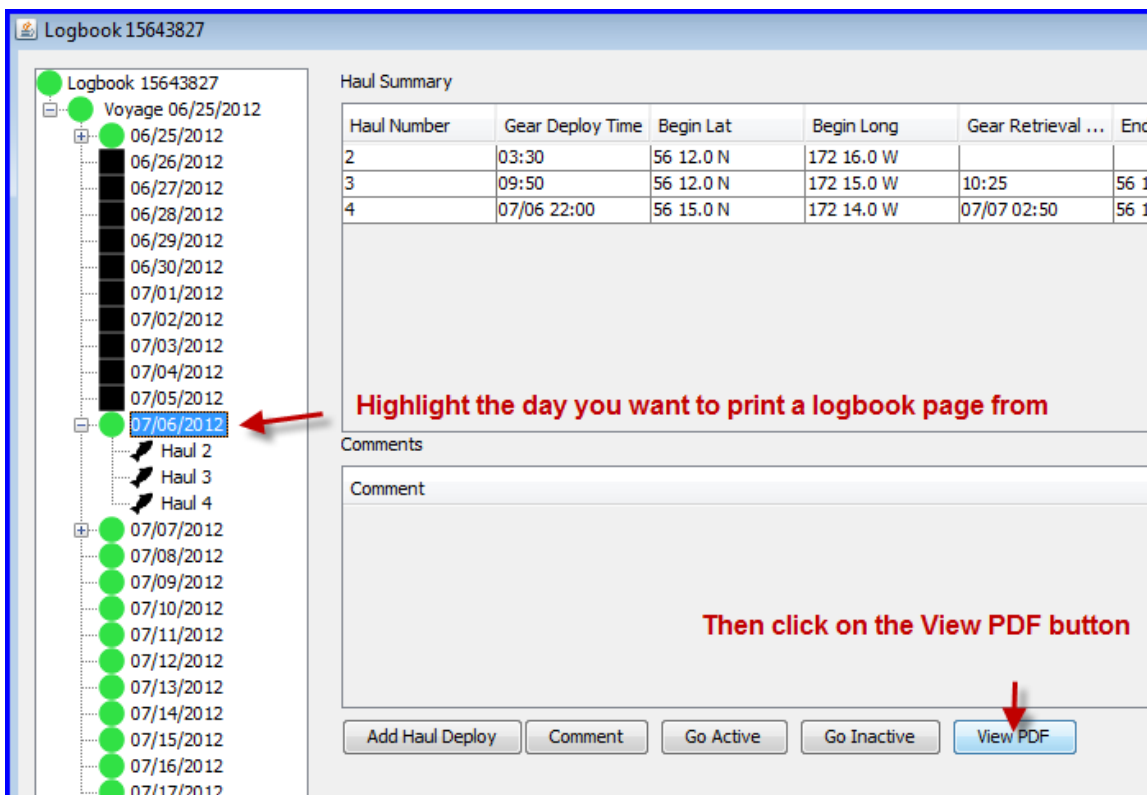 Logbook 15643827
Logbook 15643827
Voyage 06/25/2012
06/25/2012
06/26/2012
06/27/2012
06/28/2012
06/29/2012
06/30/2012
07/01/2012
07/02/2012
07/03/2012
07/04/2012
07/05/2012
07/06/2012
Haul 2
Haul 3
Haul 4
07/07/2012
07/08/2012
07/09/2012
07/10/2012
07/11/2012
07/12/2012
07/13/2012
07/14/2012
07/15/2012
07/16/2012
07/17/2012
Haul Summary
Haul Number Gear Deploy Time Begin Lat Begin Long Gear Retrieval ... Enc
2 03:30 56 12.0 N 172 16.0 W
3 09:50 56 12.0 N 172 15.0 W 10:25 56 1
4 07/06 22:00 56 15.0 N 172 14.0 W 07/07 02:50 56 1
Highlight the day you want to print a logbook page from
Comments
Comment
Then click on the View PDF button
Add Haul Deploy Comment Go Active Go Inactive View PDF